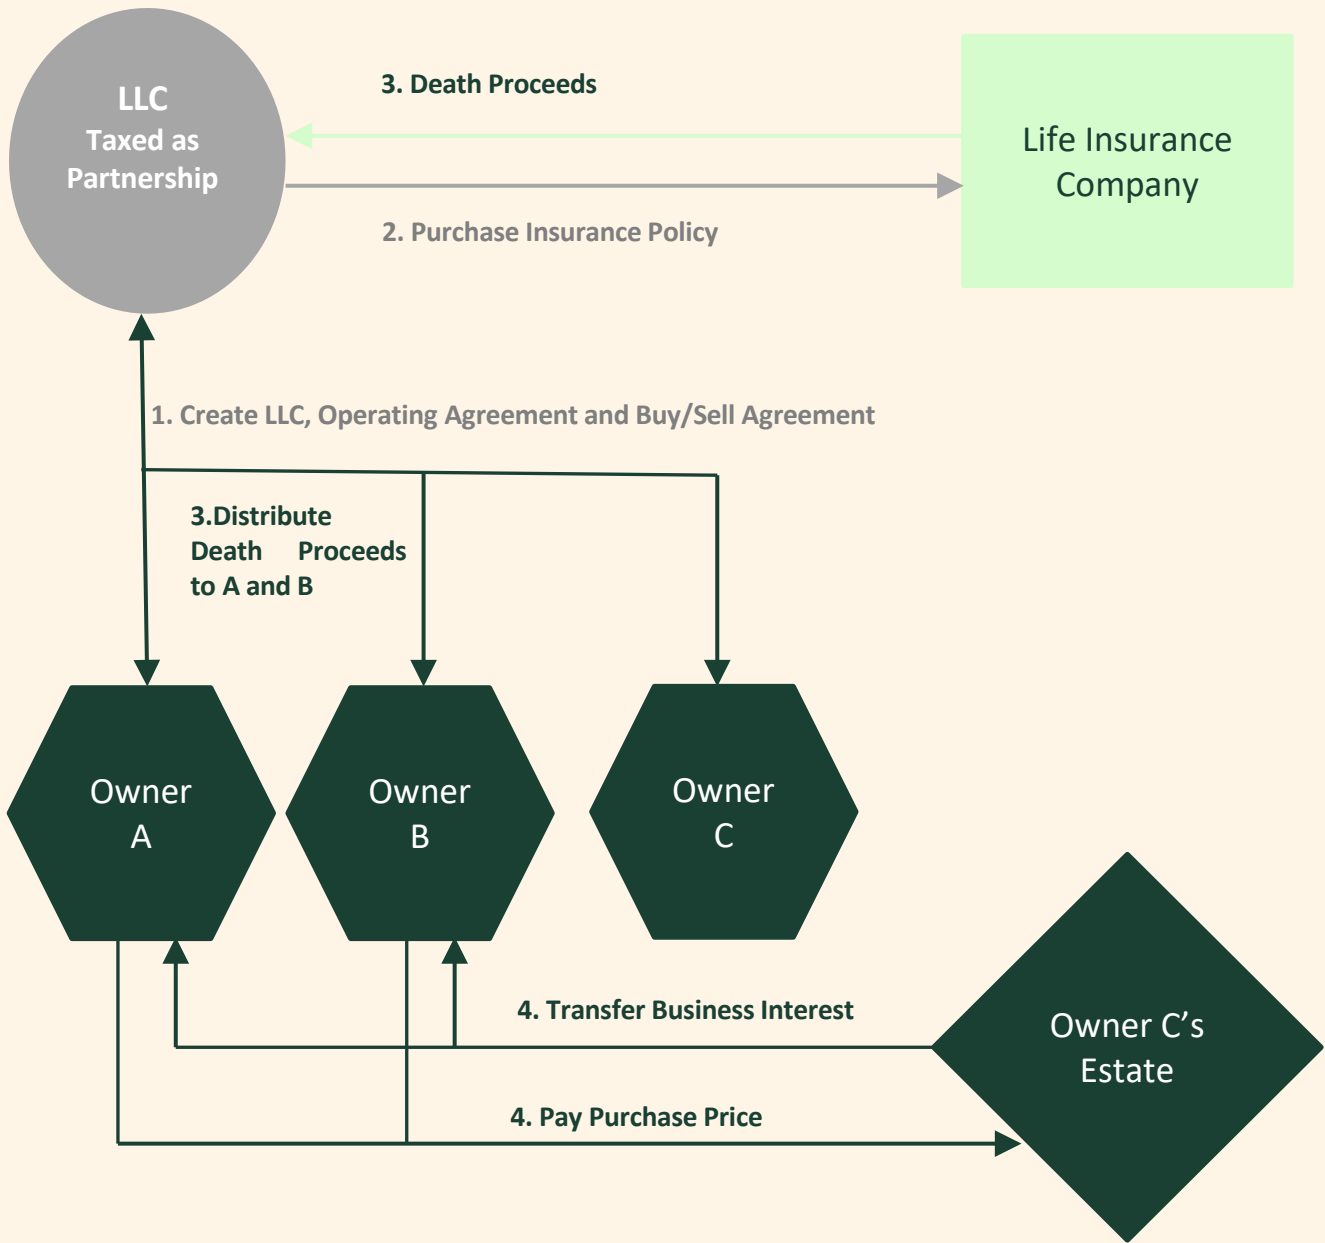 LLC
Taxed as
Partnership
3. Death Proceeds
Life Insurance
Company
2. Purchase Insurance Policy
1. Create LLC, Operating Agreement and Buy/Sell Agreement
3.Distribute
Death Proceeds
to A and B
Owner
A
Owner
B
Owner
C
4. Transfer Business Interest
Owner C’s
Estate
4. Pay Purchase Price